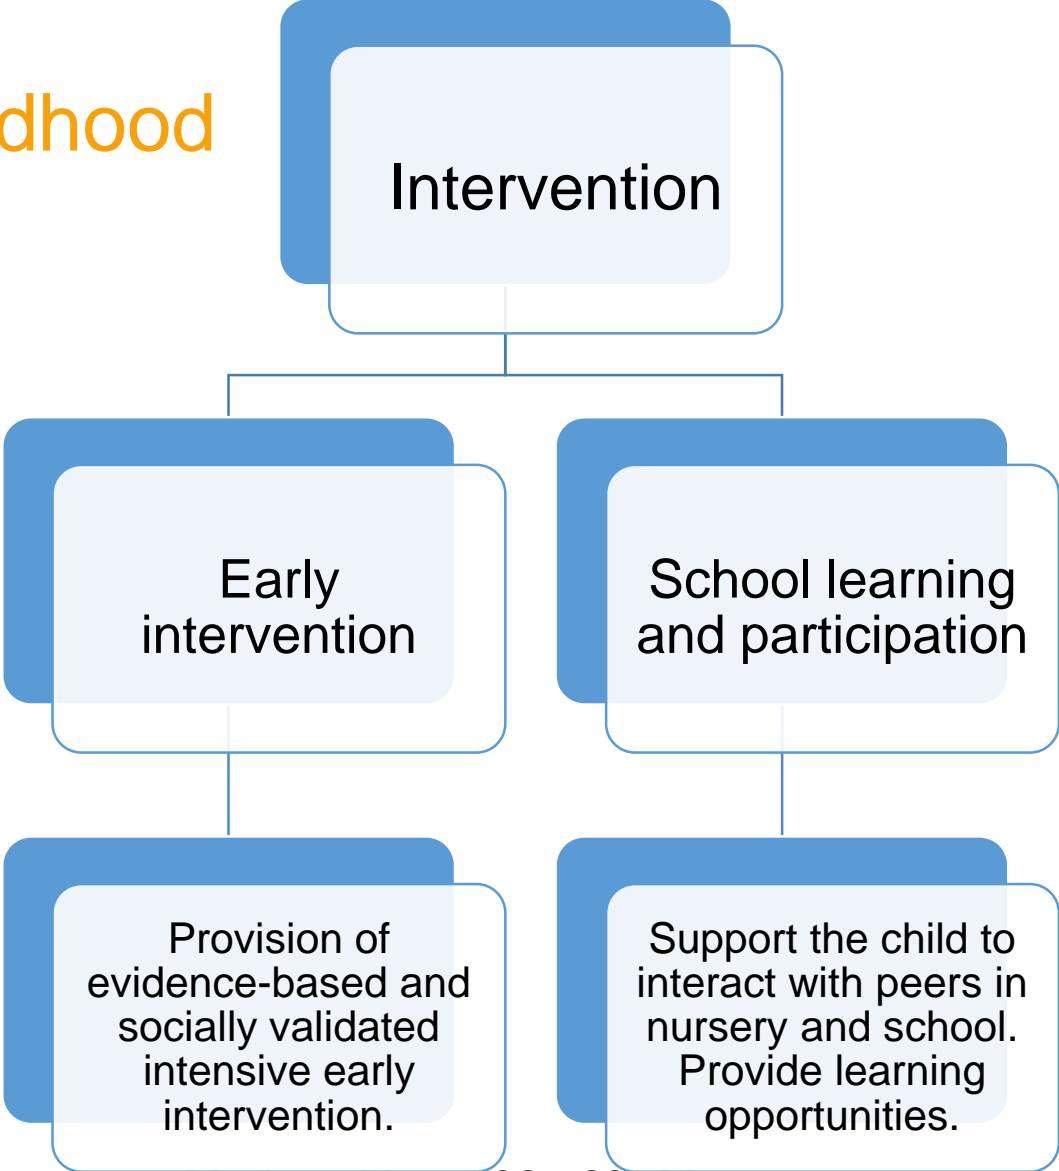 dhood
Intervention
Early
intervention
School learning
and participation
Provision of
evidence-based and
socially validated
intensive early
intervention.
Support the child to
interact with peers in
nursery and school.
Provide learning
opportunities.